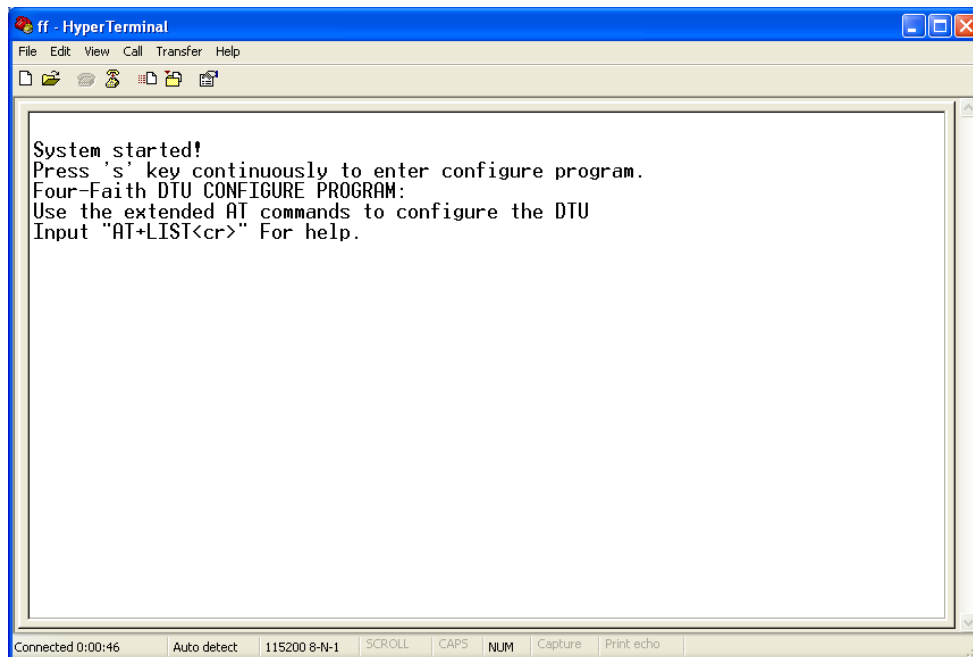 ff - HyperTerminal
File Edit View Call Transfer Help
System started!
Press 's' key continuously to enter configure program.
Four-Faith DTU CONFIGURE PROGRAM:
Use the extended AT commands to configure the DTU
Input "AT+LIST<cr>" For help.
Connected 0:00:46 Auto detect 115200 8-N-1 SCROLL CAPS NUM Capture Print echo